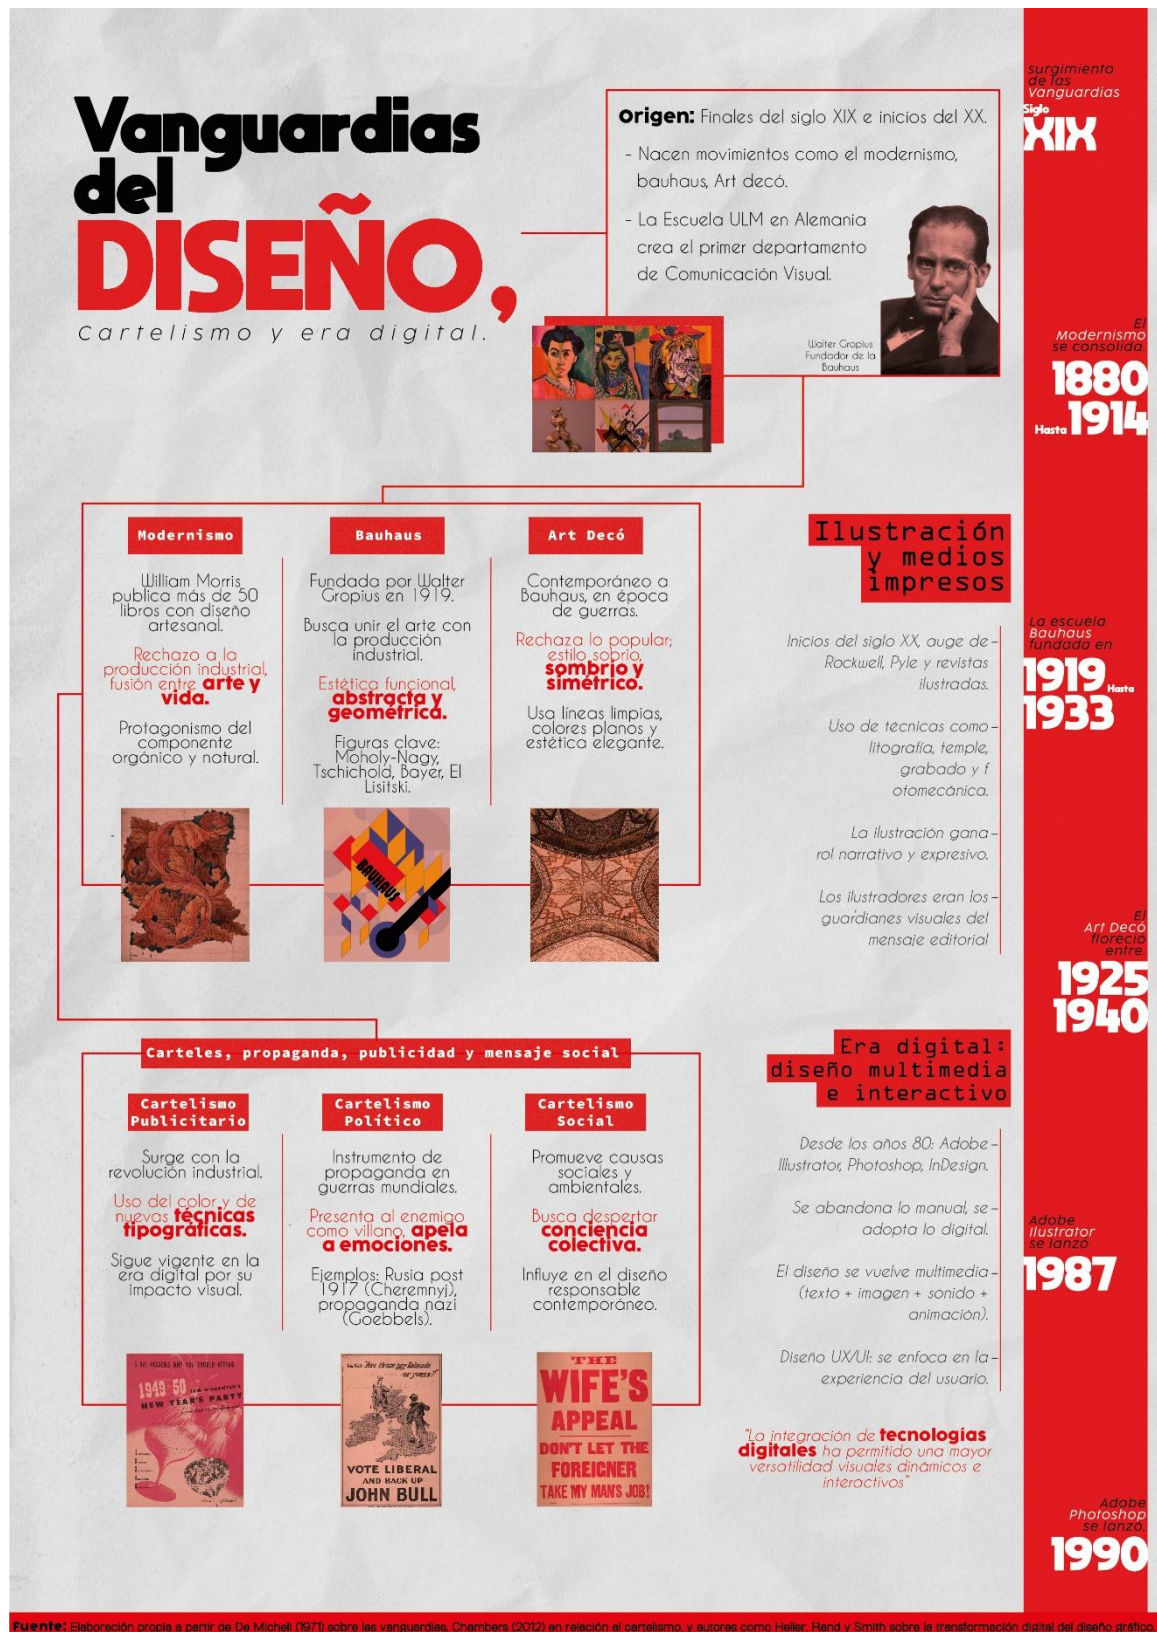 Vanguardias
del
DISEÑO,
Cartelismo y era digital.
Origen: Finales del siglo XIX e inicios del XX.
- Nacen movimientos como el modernismo,
bauhaus, Art decó.
- La Escuela ULM en Alemania
crea el primer departamento
de Comunicación Visual.
Walter Gropius
Fundador de la
Bauhaus
Modernismo
William Morris
publica más de 50
libros con diseño
artesanal.
Rechazo a la
producción industrial,
fusión entre arte y
vida.
Protagonismo del
componente
orgánico y natural.
Bauhaus
Fundada por Walter
Gropius en 1919.
Busca unir el arte con
la producción
industrial.
Estética funcional,
abstracta y
geométrica.
Figuras clave:
Moholy-Nagy,
Tschichold, Bayer, El
Lisitski.
BAUHAUS
Art Decó
Contemporáneo a
Bauhaus, en época
de guerras.
Rechaza lo popular;
estilo sobrio,
sombrío y
simétrico.
Usa líneas limpias,
colores planos y
estética elegante.
Ilustración
y medios
impresos
Inicios del siglo XX, auge de -
Rockwell, Pyle y revistas
ilustradas.
Uso de técnicas como -
litografía, temple,
grabado y f
otomecánica.
La ilustración gana -
rol narrativo y expresivo.
Los ilustradores eran los -
guardianes visuales del
mensaje editorial
Carteles, propaganda, publicidad y mensaje social
Cartelismo
Publicitario
Surge con la
revolución industrial.
Uso del color y de
nuevas técnicas
tipográficas.
Sigue vigente en la
era digital por su
impacto visual.
5 BIG REASONS WHY YOU SHOULD ATTEND
1949-50
NEW YEAR'S PARTY
Cartelismo
Político
Instrumento de
propaganda en
guerras mundiales.
Presenta al enemigo
como villano, apela
a emociones.
Ejemplos: Rusia post
1917 (Cheremnyj),
propaganda nazi
(Goebbels).
VOTE LIBERAL
AND BACK UP
JOHN BULL
Cartelismo
Social
Promueve causas
sociales y
ambientales.
Busca despertar
conciencia
colectiva.
Influye en el diseño
responsable
contemporáneo.
THE
WIFE'S
APPEAL
DON'T LET THE
FOREIGNER
TAKE MY MAN'S JOB!
Era digital:
diseño multimedia
e interactivo
Desde los años 80: Adobe -
Illustrator, Photoshop, InDesign.
Se abandona lo manual, se -
adopta lo digital.
El diseño se vuelve multimedia -
(texto + imagen + sonido +
animación).
Diseño UX/UI: se enfoca en la -
experiencia del usuario.
"La integración de tecnologías
digitales ha permitido una mayor
versatilidad visuales dinámicos e
interactivos"
surgimiento
de las
Vanguardias
Siglo
XIX
El
Modernismo
se consolida.
1880
Hasta 1914
La escuela
Bauhaus
fundada en
1919 Hasta
1933
El
Art Decó
floreció
entre.
1925
1940
Adobe
Ilustrator
se lanzó
1987
Adobe
Photoshop
se lanzó.
1990
Fuente: Elaboración propia a partir de De Micheli (1971) sobre las vanguardias, Chambers (2012) en relación al cartelismo, y autores como Heller, Rand y Smith sobre la transformación digital del diseño gráfico.